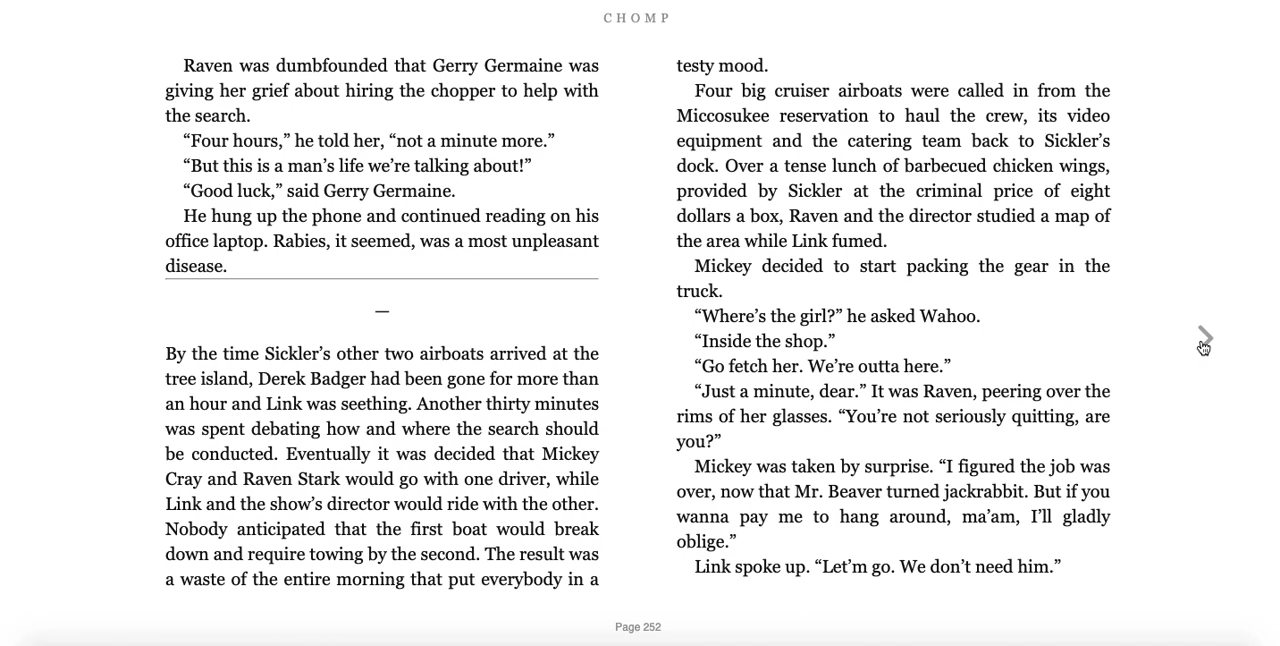 CHOMP
Raven was dumbfounded that Gerry Germaine was
giving her grief about hiring the chopper to help with
the search.
“Four hours,” he told her, “not a minute more.”
“But this is a man’s life we’re talking about!”
“Good luck,” said Gerry Germaine.
He hung up the phone and continued reading on his
office laptop. Rabies, it seemed, was a most unpleasant
disease.
—
By the time Sickler’s other two airboats arrived at the
tree island, Derek Badger had been gone for more than
an hour and Link was seething. Another thirty minutes
was spent debating how and where the search should
be conducted. Eventually it was decided that Mickey
Cray and Raven Stark would go with one driver, while
Link and the show’s director would ride with the other.
Nobody anticipated that the first boat would break
down and require towing by the second. The result was
a waste of the entire morning that put everybody in a
testy mood.
Four big cruiser airboats were called in from the
Miccosukee reservation to haul the crew, its video
equipment and the catering team back to Sickler’s
dock. Over a tense lunch of barbecued chicken wings,
provided by Sickler at the criminal price of eight
dollars a box, Raven and the director studied a map of
the area while Link fumed.
Mickey decided to start packing the gear in the
truck.
“Where’s the girl?” he asked Wahoo.
“Inside the shop.”
“Go fetch her. We’re outta here.”
“Just a minute, dear.” It was Raven, peering over the
rims of her glasses. “You’re not seriously quitting, are
you?”
Mickey was taken by surprise. “I figured the job was
over, now that Mr. Beaver turned jackrabbit. But if you
wanna pay me to hang around, ma’am, I’ll gladly
oblige.”
Link spoke up. “Let’m go. We don’t need him.”
Page 252